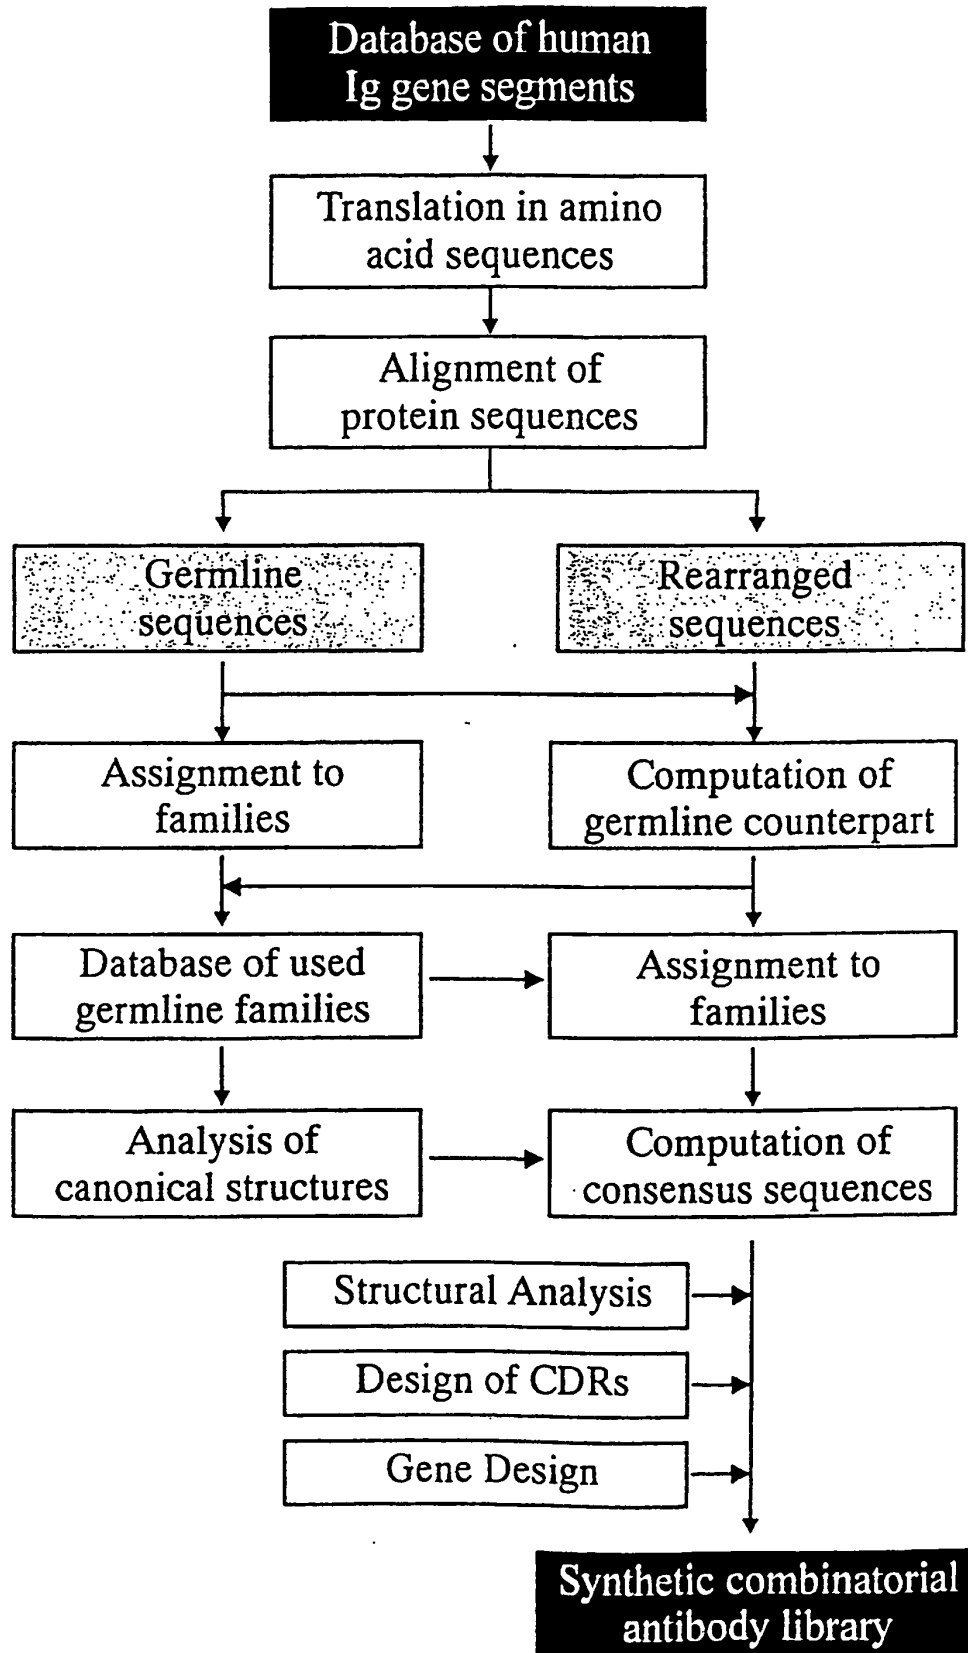 Database of human
Ig gene segments
Translation in amino
acid sequences
Alignment of
protein sequences
Germline
sequences
Rearranged
sequences
Assignment to
families
Computation of
germline counterpart
Database of used
germline families
Assignment to
families
Analysis of
canonical structures
Computation of
consensus sequences
Structural Analysis
Design of CDRs
Gene Design
Synthetic combinatorial
antibody library